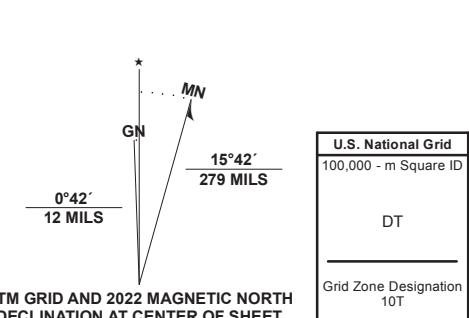 ★
MN
GN
15°42´
279 MILS
0°42´
12 MILS
TM GRID AND 2022 MAGNETIC NORTH
DECLINATION AT CENTER OF SHEET
U.S. National Grid
100,000 - m Square ID
DT
Grid Zone Designation
10T